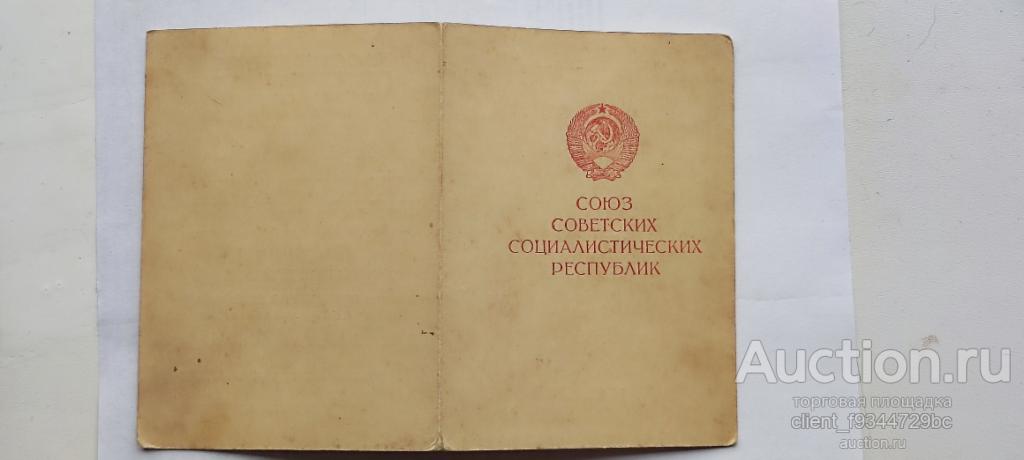 СОЮЗ
СОВЕТСКИХ
СОЦИАЛИСТИЧЕСКИХ
РЕСПУБЛИК
Auction.ru
торговая площадка
client_f9344729bc
auction.ru